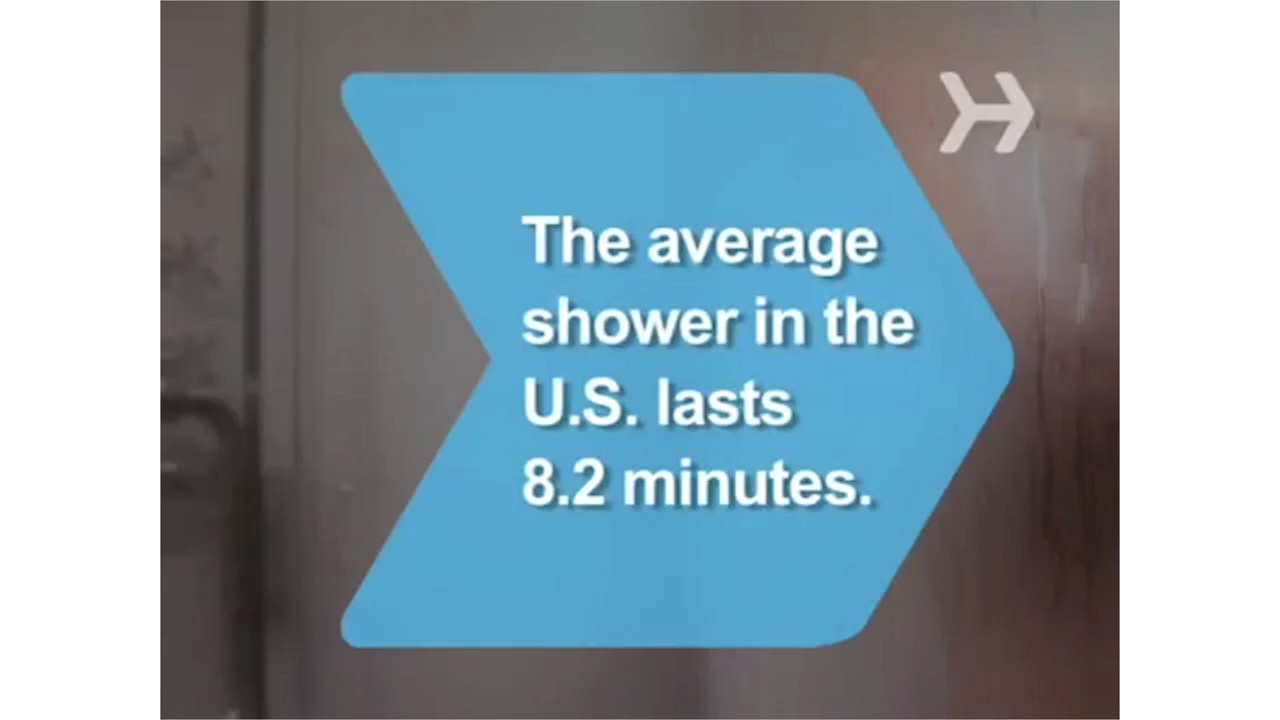 The average
shower in the
U.S. lasts
8.2 minutes.